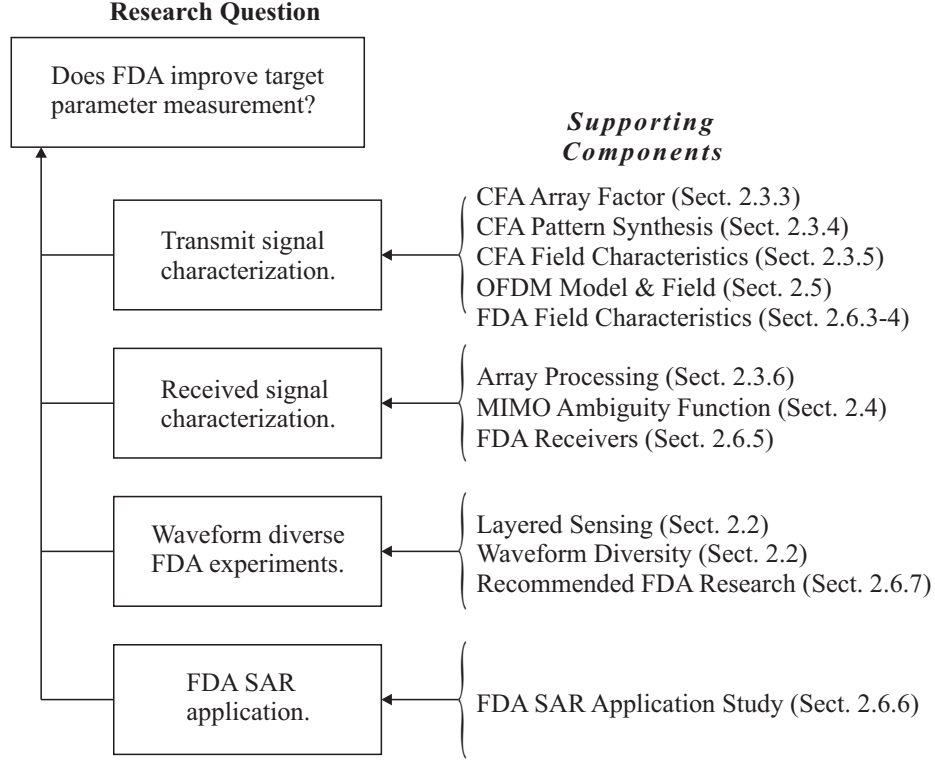 Research Question
Does FDA improve target
parameter measurement?
Supporting
Components
Transmit signal
characterization.
CFA Array Factor (Sect. 2.3.3)
CFA Pattern Synthesis (Sect. 2.3.4)
CFA Field Characteristics (Sect. 2.3.5)
OFDM Model & Field (Sect. 2.5)
FDA Field Characteristics (Sect. 2.6.3-4)
Received signal
characterization.
Array Processing (Sect. 2.3.6)
MIMO Ambiguity Function (Sect. 2.4)
FDA Receivers (Sect. 2.6.5)
Waveform diverse
FDA experiments.
Layered Sensing (Sect. 2.2)
Waveform Diversity (Sect. 2.2)
Recommended FDA Research (Sect. 2.6.7)
FDA SAR
application.
FDA SAR Application Study (Sect. 2.6.6)